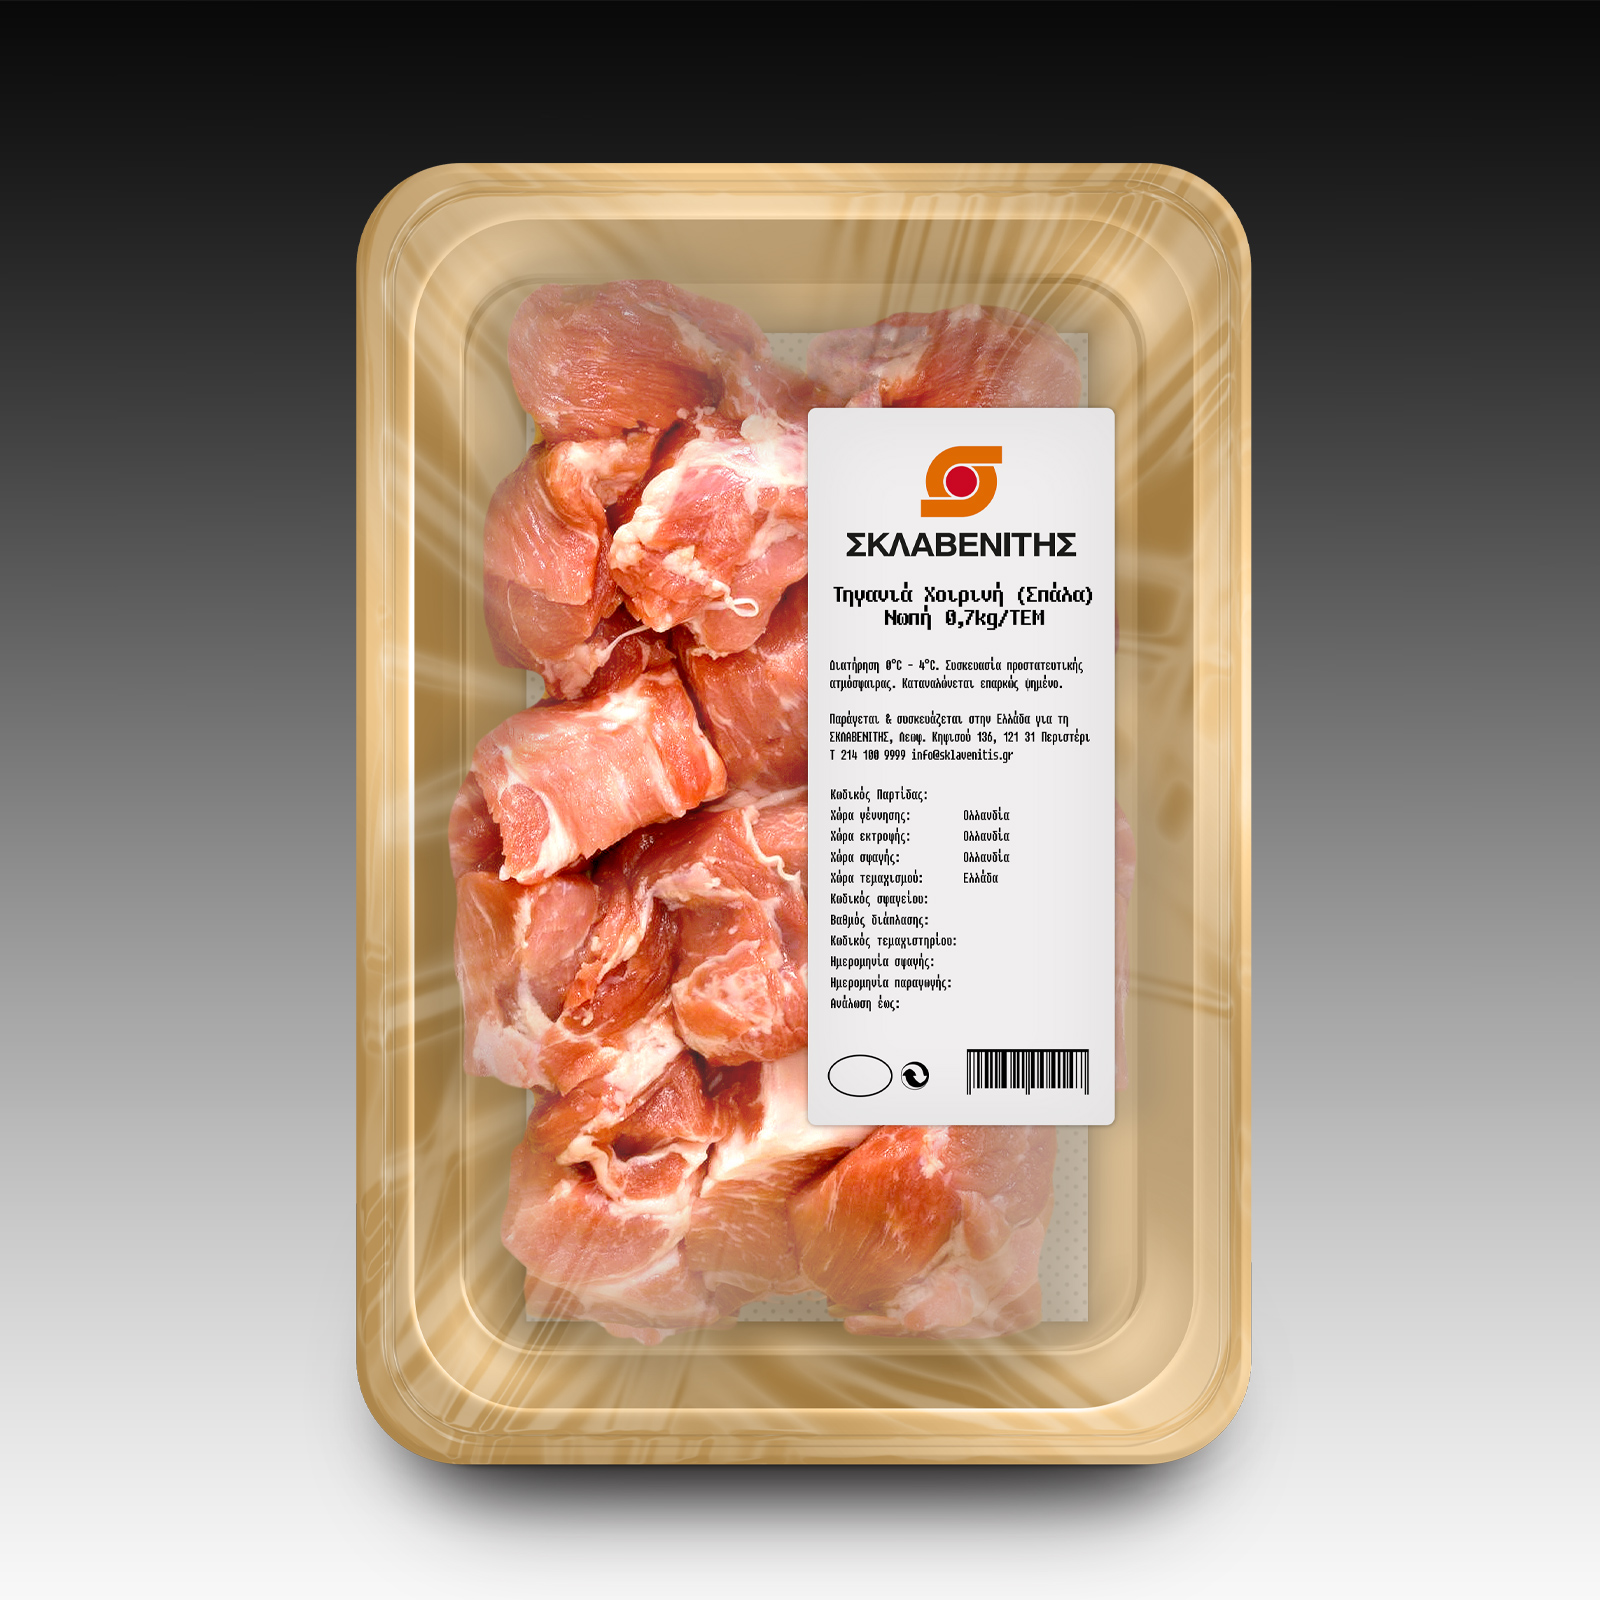 ΣΚΛΑΒΕΝΙΤΗΣ
Τηγανιά Χοιρινή (Σπάλα)
Νωπή 0,7kg/ΤΕΜ
Διατήρηση 0°C - 4°C. Συσκευασία προστατευτικής
ατμόσφαιρας. Καταναλώνεται επαρκώς ψημένο.
Παράγεται & συσκευάζεται στην Ελλάδα για τη
ΣΚΛΑΒΕΝΙΤΗΣ, Λεωφ. Κηφισού 136, 121 31 Περιστέρι
Τ 214 100 9999 info@sklavenitis.gr
Κωδικός Παρτίδας:
Χώρα γέννησης: Ολλανδία
Χώρα εκτροφής: Ολλανδία
Χώρα σφαγής: Ολλανδία
Χώρα τεμαχισμού: Ελλάδα
Κωδικός σφαγείου:
Βαθμός διάπλασης:
Κωδικός τεμαχιστηρίου:
Ημερομηνία σφαγής:
Ημερομηνία παραγωγής:
Ανάλωση έως: